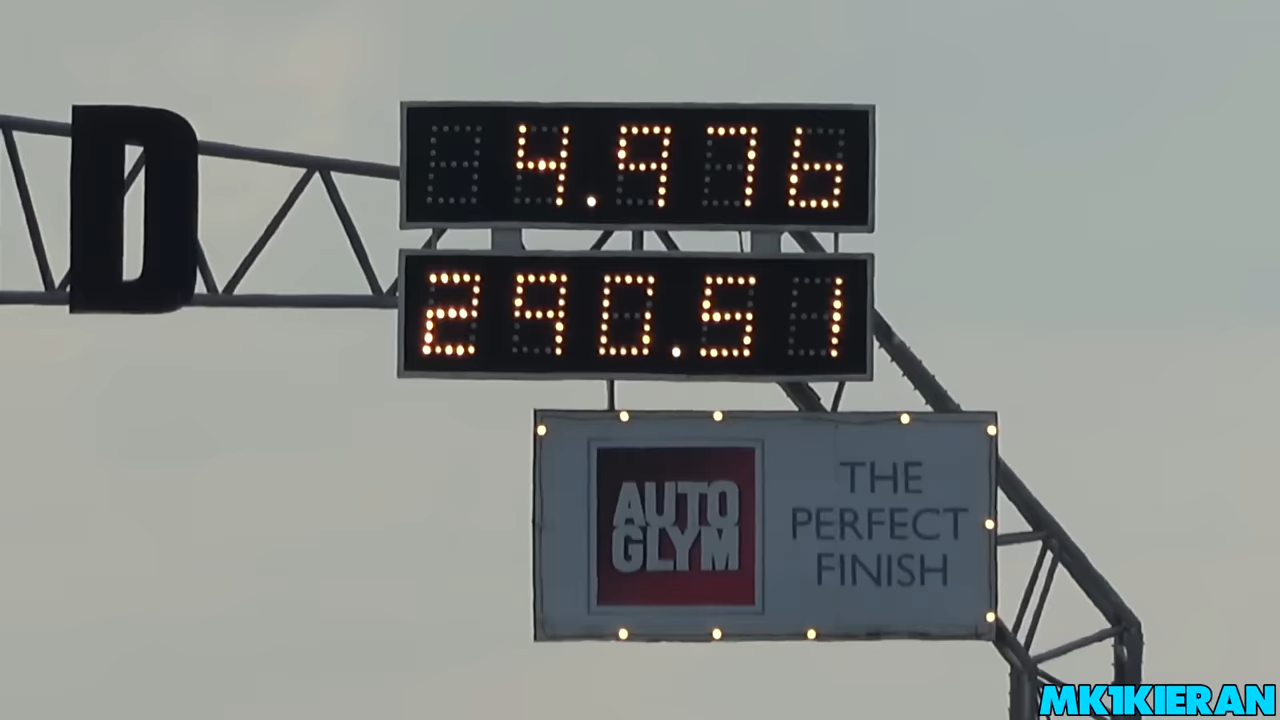 D
4.976
290.51
AUTO
GLYM
THE
PERFECT
FINISH
MK1KIERAN